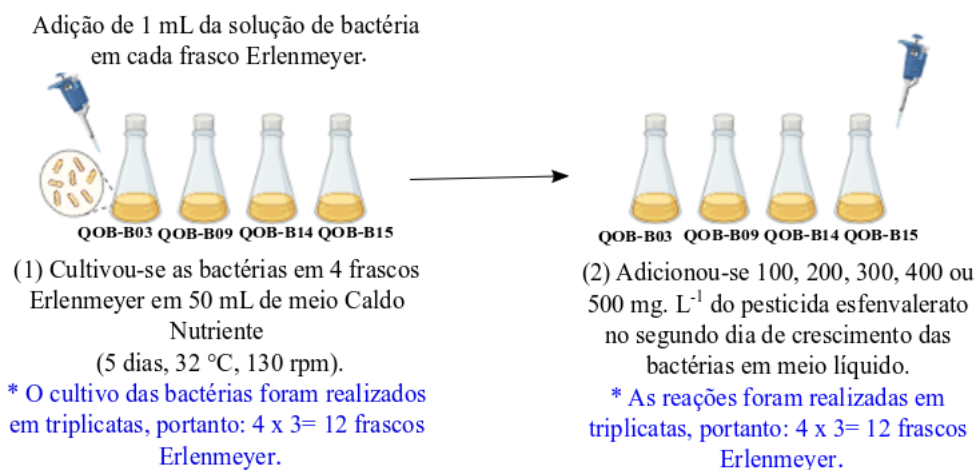 Adição de 1 mL da solução de bactéria
em cada frasco Erlenmeyer.
QOB-B03 QOB-B09 QOB-B14 QOB-B15
(1) Cultivou-se as bactérias em 4 frascos
Erlenmeyer em 50 mL de meio Caldo
Nutriente
(5 dias, 32 °C, 130 rpm).
* O cultivo das bactérias foram realizados
em triplicatas, portanto: 4 x 3= 12 frascos
Erlenmeyer.
QOB-B03 QOB-B09 QOB-B14 QOB-B15
(2) Adicionou-se 100, 200, 300, 400 ou
500 mg. L⁻¹ do pesticida esfenvalerato
no segundo dia de crescimento das
bactérias em meio líquido.
* As reações foram realizadas em
triplicatas, portanto: 4 x 3= 12 frascos
Erlenmeyer.